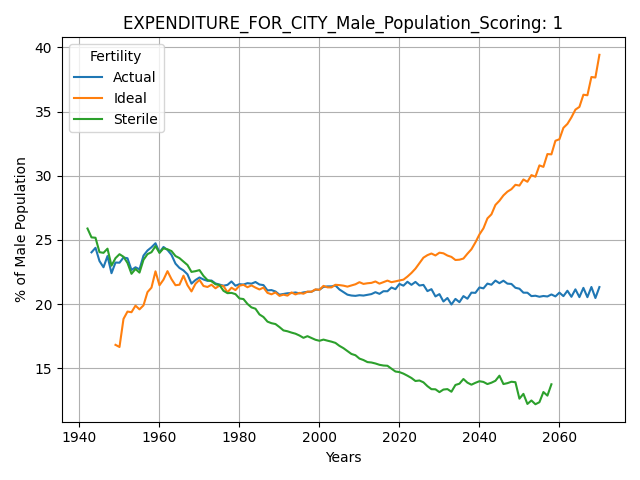 EXPENDITURE_FOR_CITY_Male_Population_Scoring: 1
Fertility
Actual
Ideal
Sterile
% of Male Population
40
35
30
25
20
15
1940 1960 1980 2000 2020 2040 2060
Years